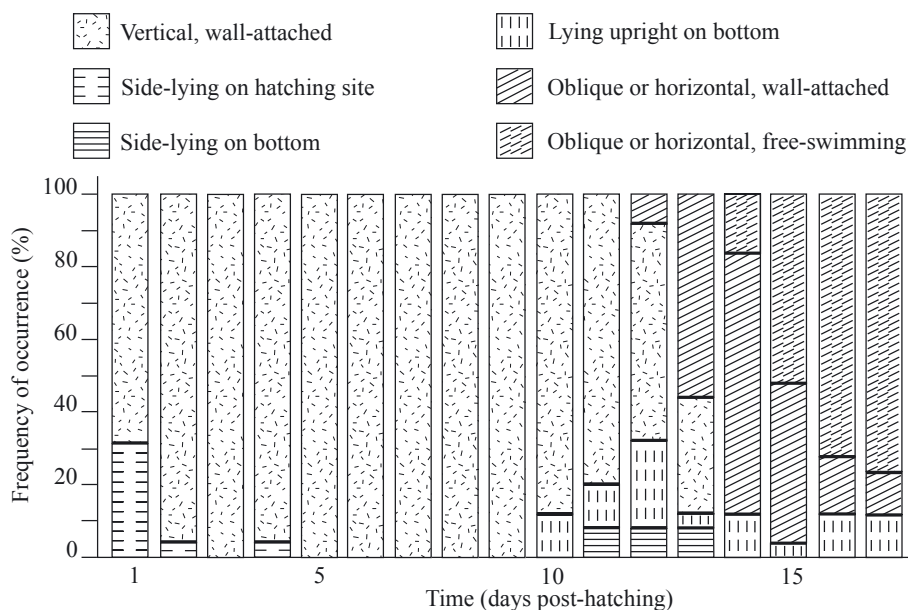 Vertical, wall-attached
Lying upright on bottom
Side-lying on hatching site
Oblique or horizontal, wall-attached
Side-lying on bottom
Oblique or horizontal, free-swimming
100
80
60
40
20
0
Frequency of occurrence (%)
1 5 10 15
Time (days post-hatching)